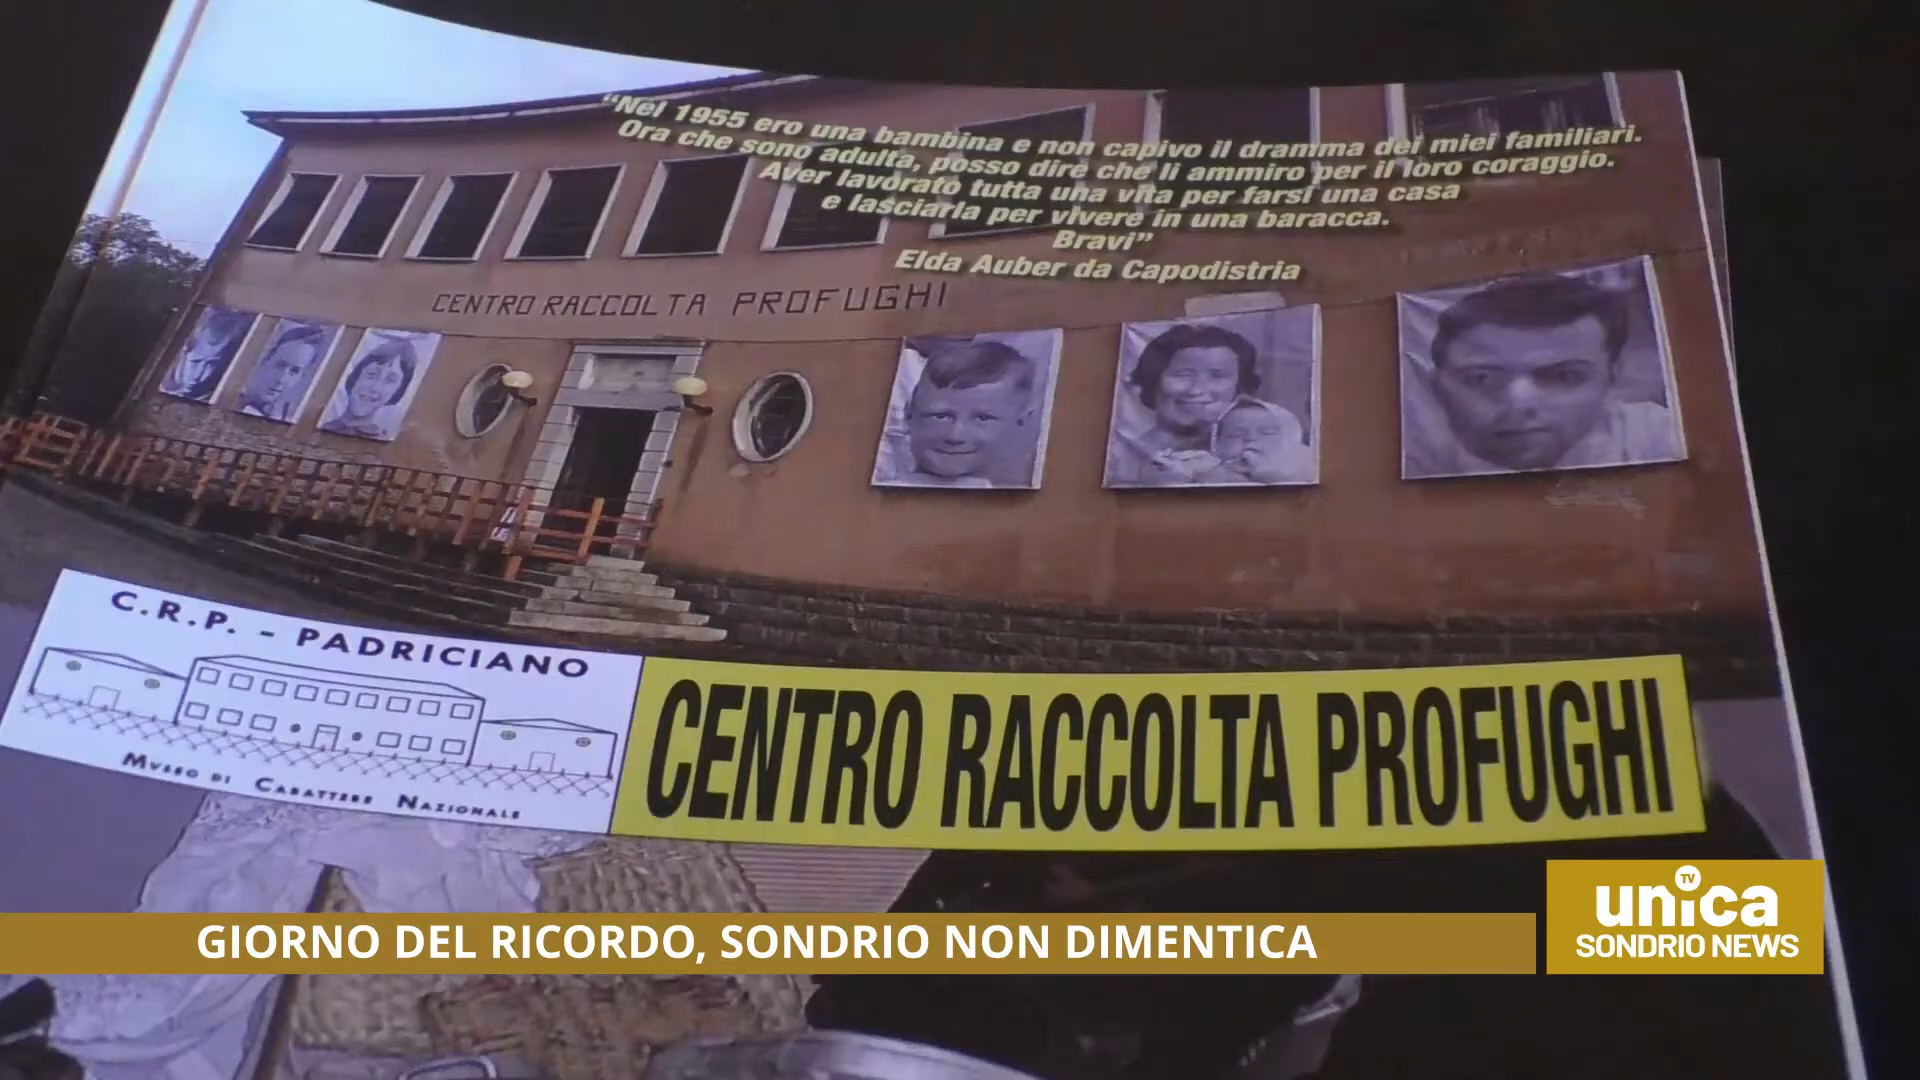 “Nel 1955 ero una bambina e non capivo il dramma dei miei familiari.
Ora che sono adulta, posso dire che li ammiro per il loro coraggio.
Aver lavorato tutta una vita per farsi una casa
e lasciarla per vivere in una baracca.
Bravi”
Elda Auber da Capodistria
CENTRO RACCOLTA PROFUGHI
C.R.P. - PADRICIANO
MUSEO DI CARATTERE NAZIONALE
CENTRO RACCOLTA PROFUGHI
GIORNO DEL RICORDO, SONDRIO NON DIMENTICA
unica TV
SONDRIO NEWS